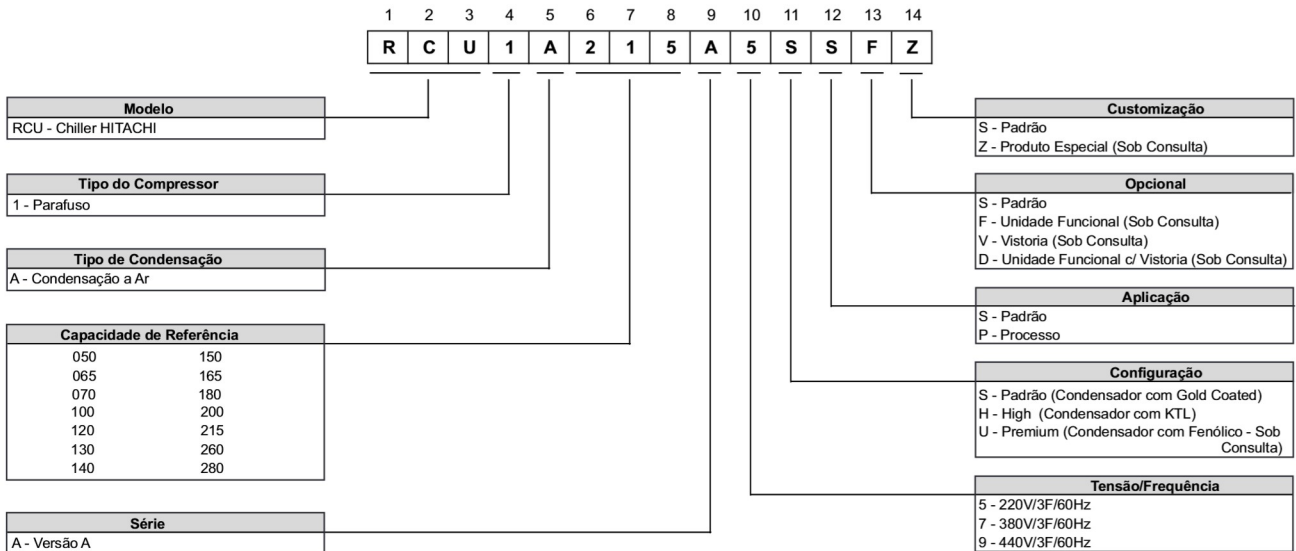 1 2 3 4 5 6 7 8 9 10 11 12 13 14
R C U 1 A 2 1 5 A 5 S S F Z
Modelo
RCU - Chiller HITACHI
Tipo do Compressor
1 - Parafuso
Tipo de Condensação
A - Condensação a Ar
Capacidade de Referência
050 150
065 165
070 180
100 200
120 215
130 260
140 280
Série
A - Versão A
Customização
S - Padrão
Z - Produto Especial (Sob Consulta)
Opcional
S - Padrão
F - Unidade Funcional (Sob Consulta)
V - Vistoria (Sob Consulta)
D - Unidade Funcional c/ Vistoria (Sob Consulta)
Aplicação
S - Padrão
P - Processo
Configuração
S - Padrão (Condensador com Gold Coated)
H - High (Condensador com KTL)
U - Premium (Condensador com Fenólico - Sob
Consulta)
Tensão/Frequência
5 - 220V/3F/60Hz
7 - 380V/3F/60Hz
9 - 440V/3F/60Hz